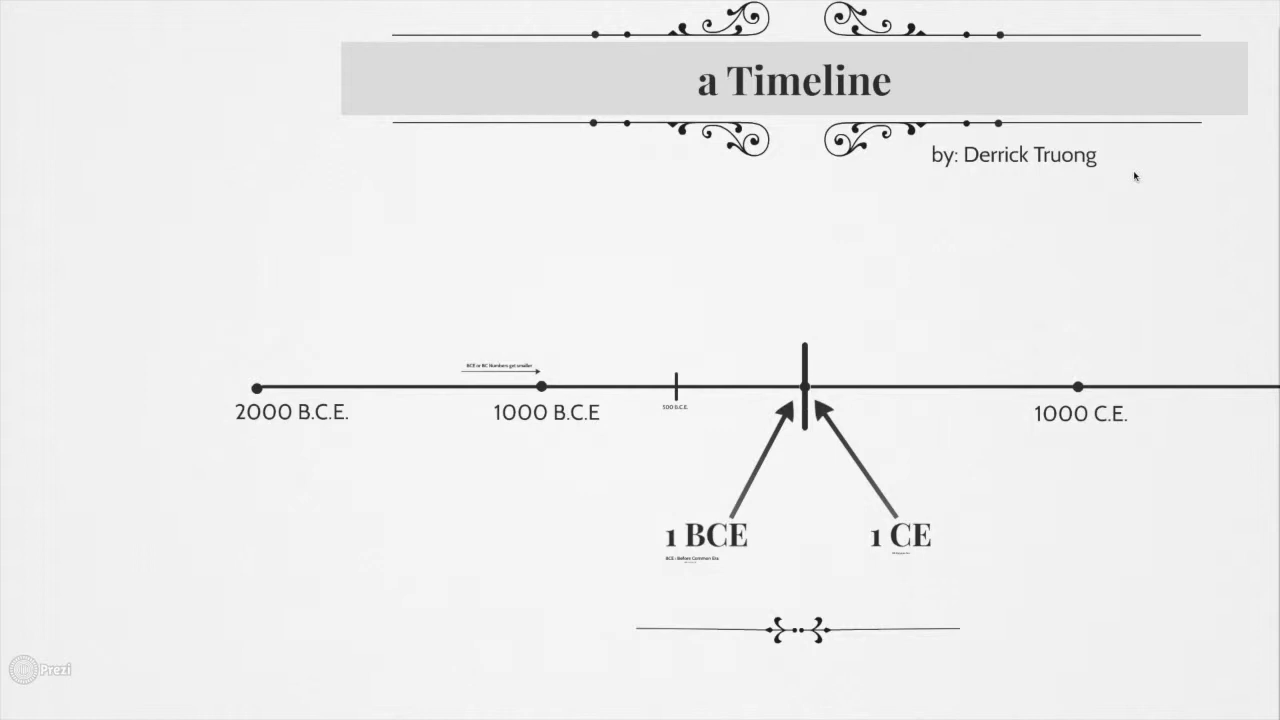 a Timeline
by: Derrick Truong
BCE or BC Numbers get smaller
2000 B.C.E.
1000 B.C.E
500 B.C.E.
1000 C.E.
1 BCE
1 CE
BCE : Before Common Era
Prezi